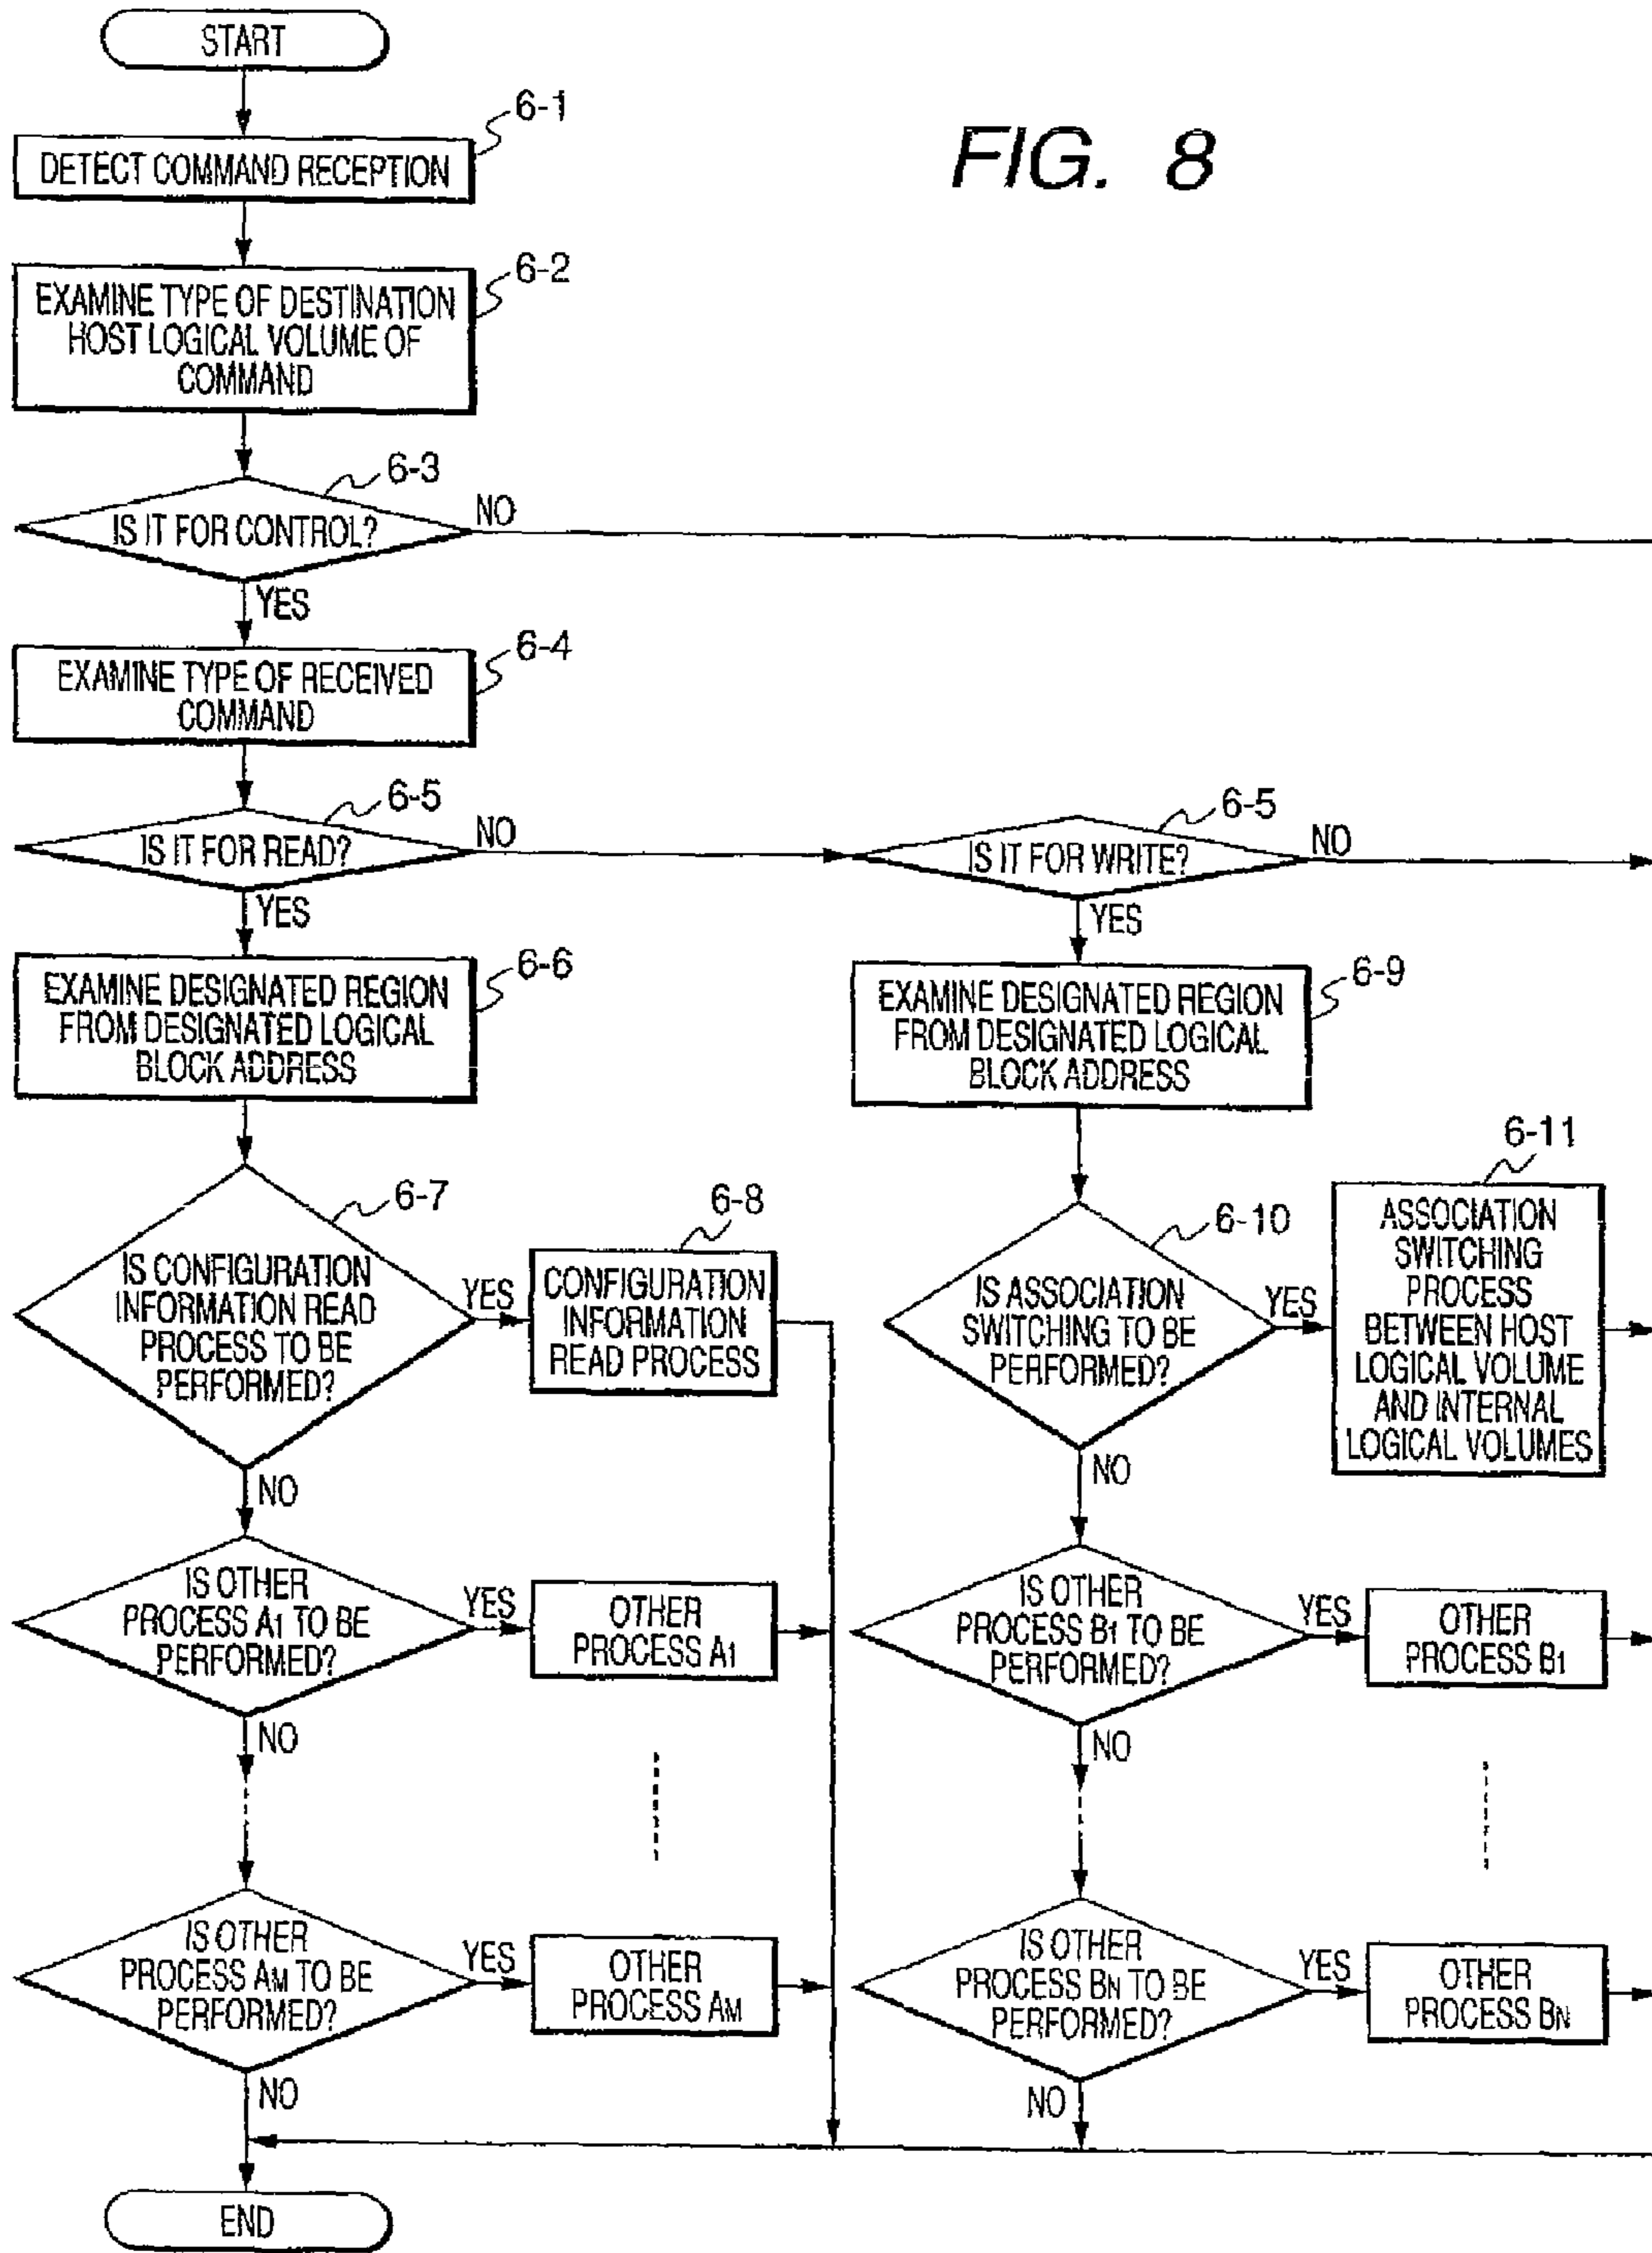 FIG. 8
START
6-1
DETECT COMMAND RECEPTION
6-2
EXAMINE TYPE OF DESTINATION
HOST LOGICAL VOLUME OF
COMMAND
6-3
IS IT FOR CONTROL?
NO
YES
6-4
EXAMINE TYPE OF RECEIVED
COMMAND
6-5
IS IT FOR READ?
NO
YES
6-5
IS IT FOR WRITE?
NO
YES
6-6
EXAMINE DESIGNATED REGION
FROM DESIGNATED LOGICAL
BLOCK ADDRESS
6-9
EXAMINE DESIGNATED REGION
FROM DESIGNATED LOGICAL
BLOCK ADDRESS
6-7
IS CONFIGURATION
INFORMATION READ
PROCESS TO BE
PERFORMED?
YES
NO
6-8
CONFIGURATION
INFORMATION
READ PROCESS
6-10
IS ASSOCIATION
SWITCHING TO BE
PERFORMED?
YES
NO
6-11
ASSOCIATION
SWITCHING
PROCESS
BETWEEN HOST
LOGICAL VOLUME
AND INTERNAL
LOGICAL VOLUMES
IS OTHER
PROCESS A1 TO BE
PERFORMED?
YES
NO
OTHER
PROCESS A1
IS OTHER
PROCESS B1 TO BE
PERFORMED?
YES
NO
OTHER
PROCESS B1
IS OTHER
PROCESS AM TO BE
PERFORMED?
YES
NO
OTHER
PROCESS AM
IS OTHER
PROCESS BN TO BE
PERFORMED?
YES
NO
OTHER
PROCESS BN
END